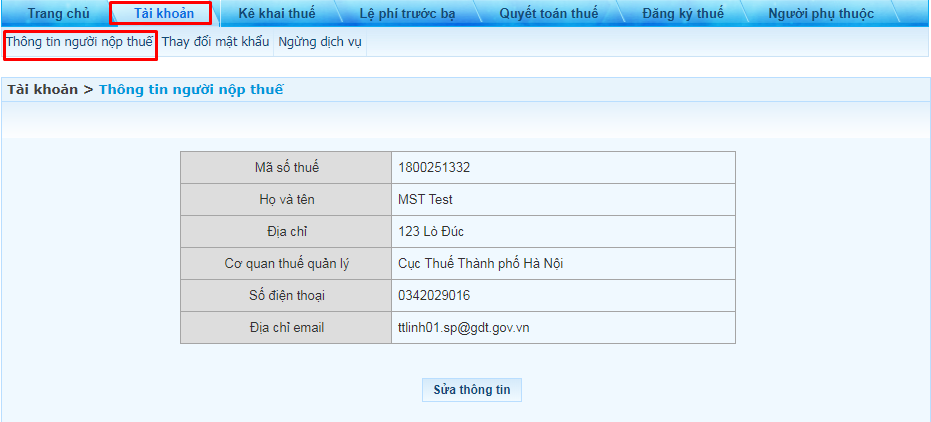 Trang chủ Tài khoản Kê khai thuế Lệ phí trước bạ Quyết toán thuế Đăng ký thuế Người phụ thuộc
Thông tin người nộp thuế Thay đổi mật khẩu Ngừng dịch vụ
Tài khoản > Thông tin người nộp thuế
Mã số thuế 1800251332
Họ và tên MST Test
Địa chỉ 123 Lò Đúc
Cơ quan thuế quản lý Cục Thuế Thành phố Hà Nội
Số điện thoại 0342029016
Địa chỉ email ttlinh01.sp@gdt.gov.vn
Sửa thông tin